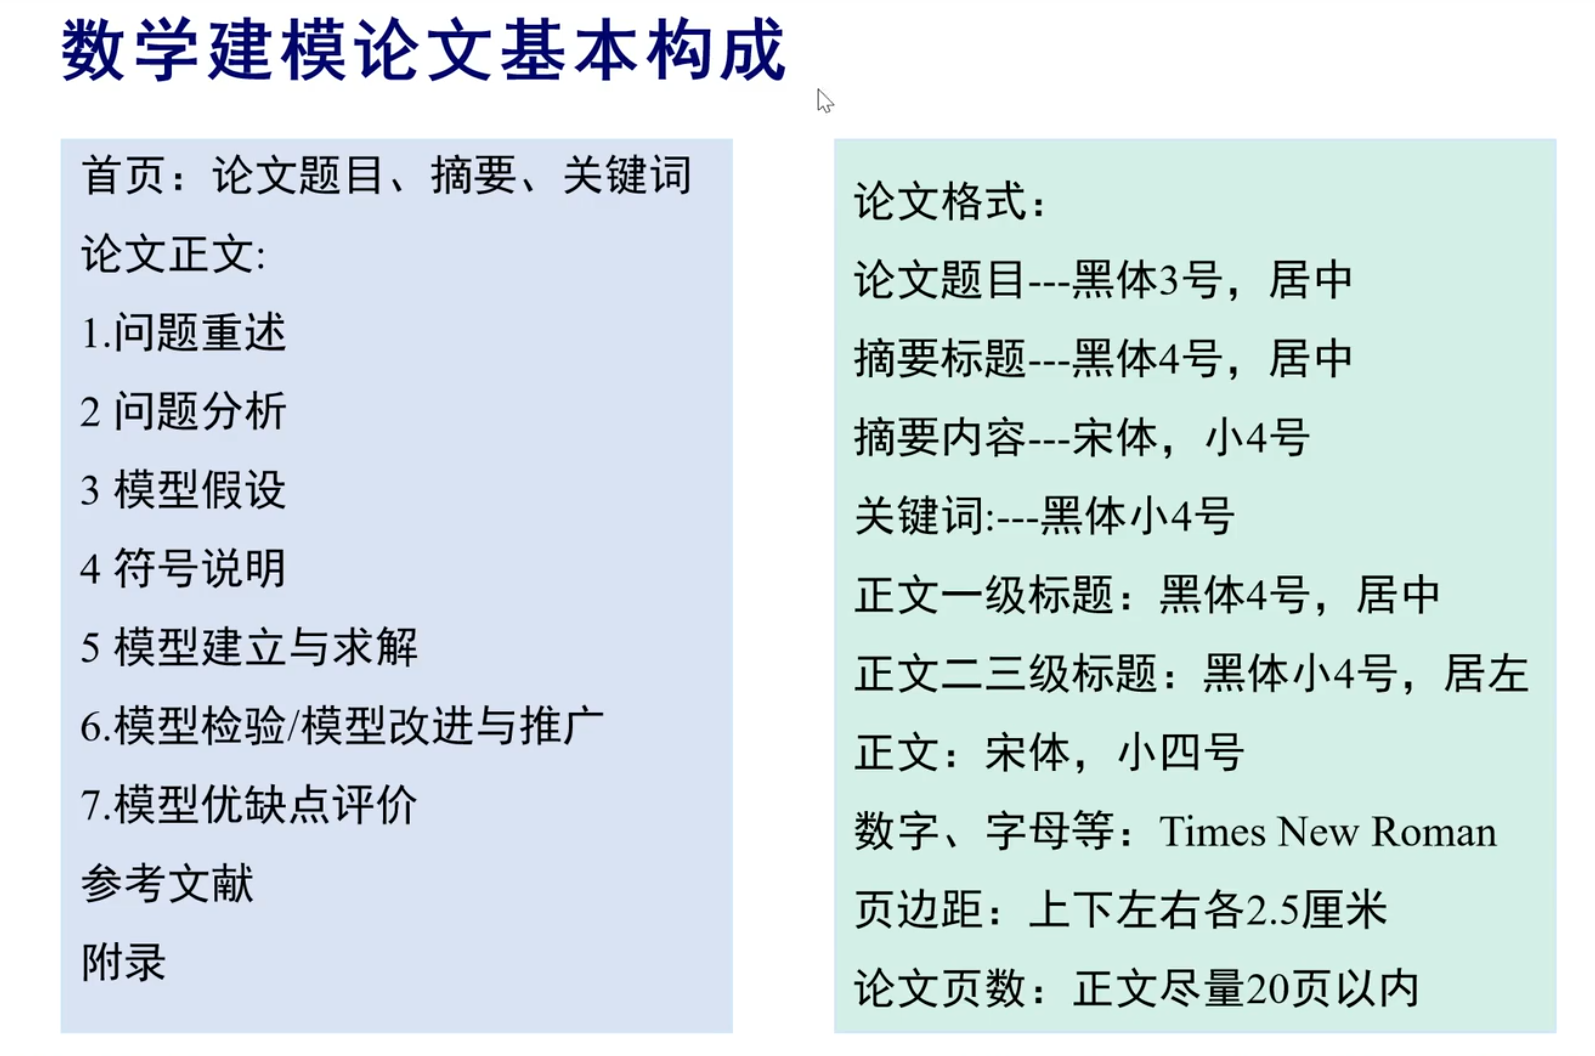 数学建模论文基本构成
首页：论文题目、摘要、关键词
论文正文:
1.问题重述
2 问题分析
3 模型假设
4 符号说明
5 模型建立与求解
6.模型检验/模型改进与推广
7.模型优缺点评价
参考文献
附录
论文格式：
论文题目---黑体3号，居中
摘要标题---黑体4号，居中
摘要内容---宋体，小4号
关键词:---黑体小4号
正文一级标题：黑体4号，居中
正文二三级标题：黑体小4号，居左
正文：宋体，小四号
数字、字母等：Times New Roman
页边距：上下左右各2.5厘米
论文页数：正文尽量20页以内